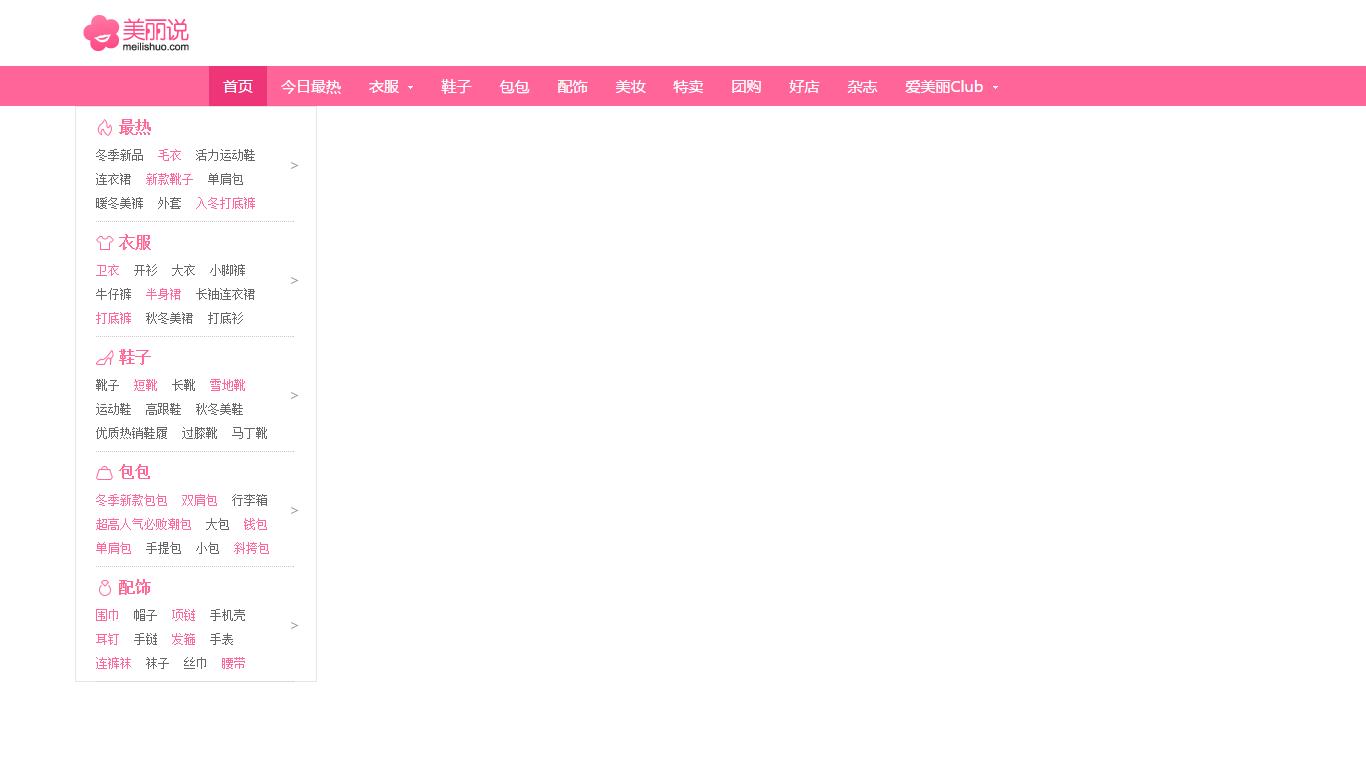 美丽说
meilishuo.com
首页 今日最热 衣服 鞋子 包包 配饰 美妆 特卖 团购 好店 杂志 爱美丽Club
最热
冬季新品 毛衣 活力运动鞋
>
连衣裙 新款靴子 单肩包
暖冬美裤 外套 入冬打底裤
衣服
卫衣 开衫 大衣 小脚裤
>
牛仔裤 半身裙 长袖连衣裙
打底裤 秋冬美裙 打底衫
鞋子
靴子 短靴 长靴 雪地靴
>
运动鞋 高跟鞋 秋冬美鞋
优质热销鞋履 过膝靴 马丁靴
包包
冬季新款包包 双肩包 行李箱
>
超高人气必败潮包 大包 钱包
单肩包 手提包 小包 斜挎包
配饰
围巾 帽子 项链 手机壳
>
耳钉 手链 发箍 手表
连裤袜 袜子 丝巾 腰带